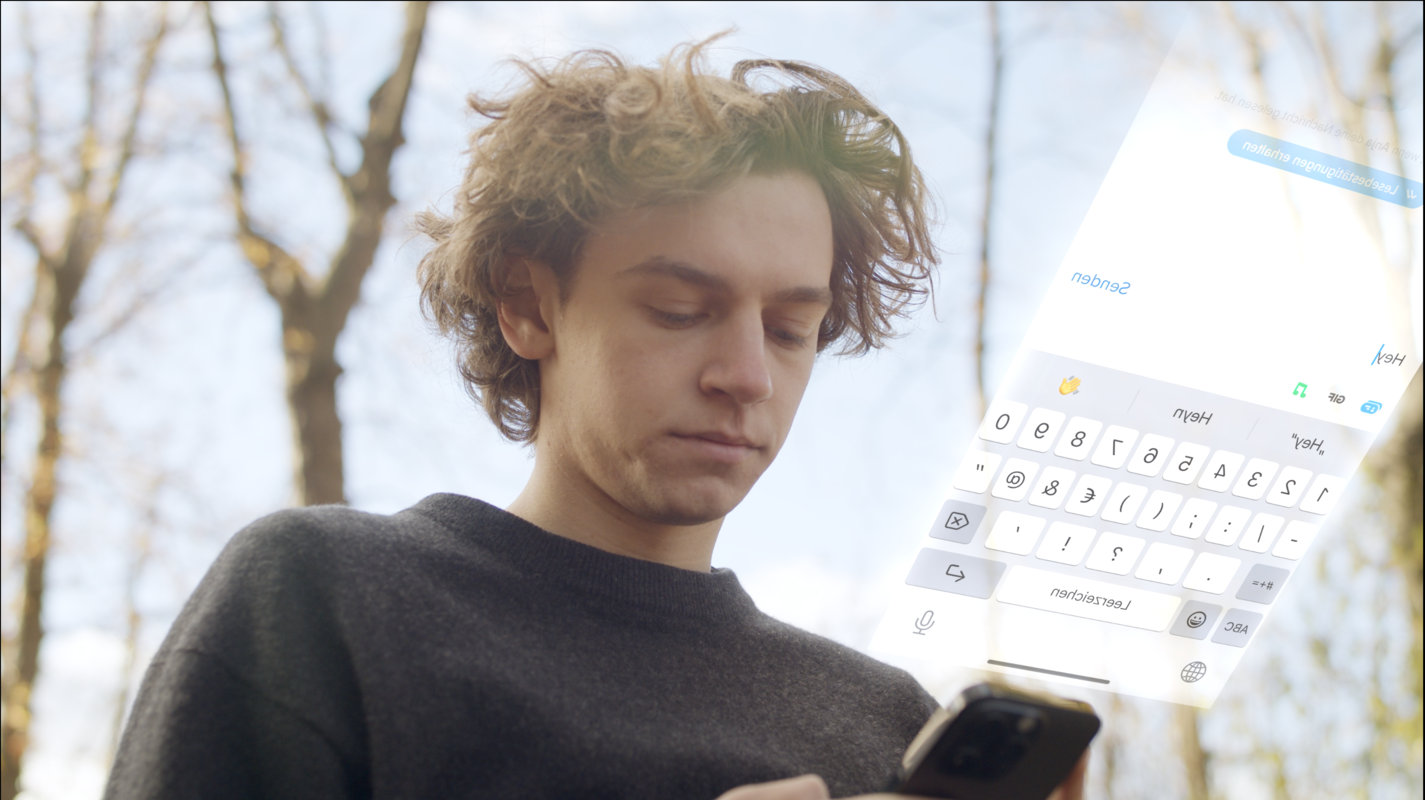 wenn Anja deine Nachricht gelesen hat.
Lesebestätigungen erhalten
Senden
Hey
GIF
„Hey“ Heyn 👋
1 2 3 4 5 6 7 8 9 0
- | : ; ( ) € & @ "
#+= . , ? ! '
ABC Leerzeichen